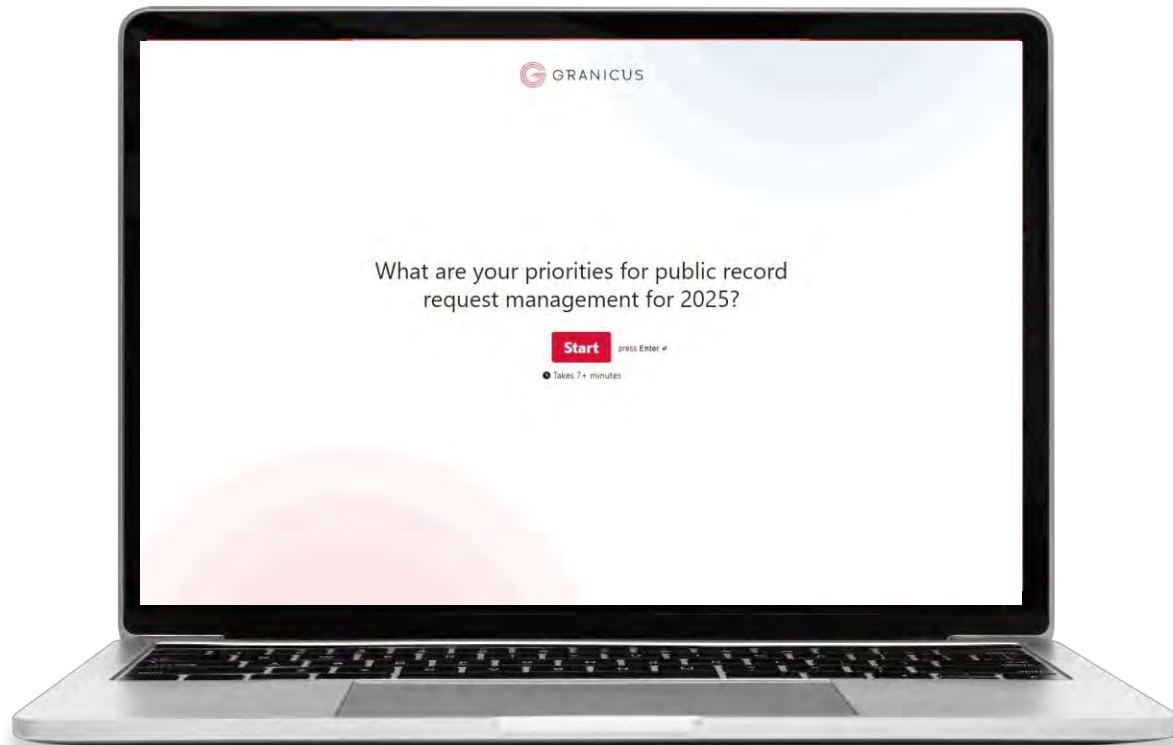 GRANICUS
What are your priorities for public record
request management for 2025?
Start press Enter ↵
Takes 7+ minutes